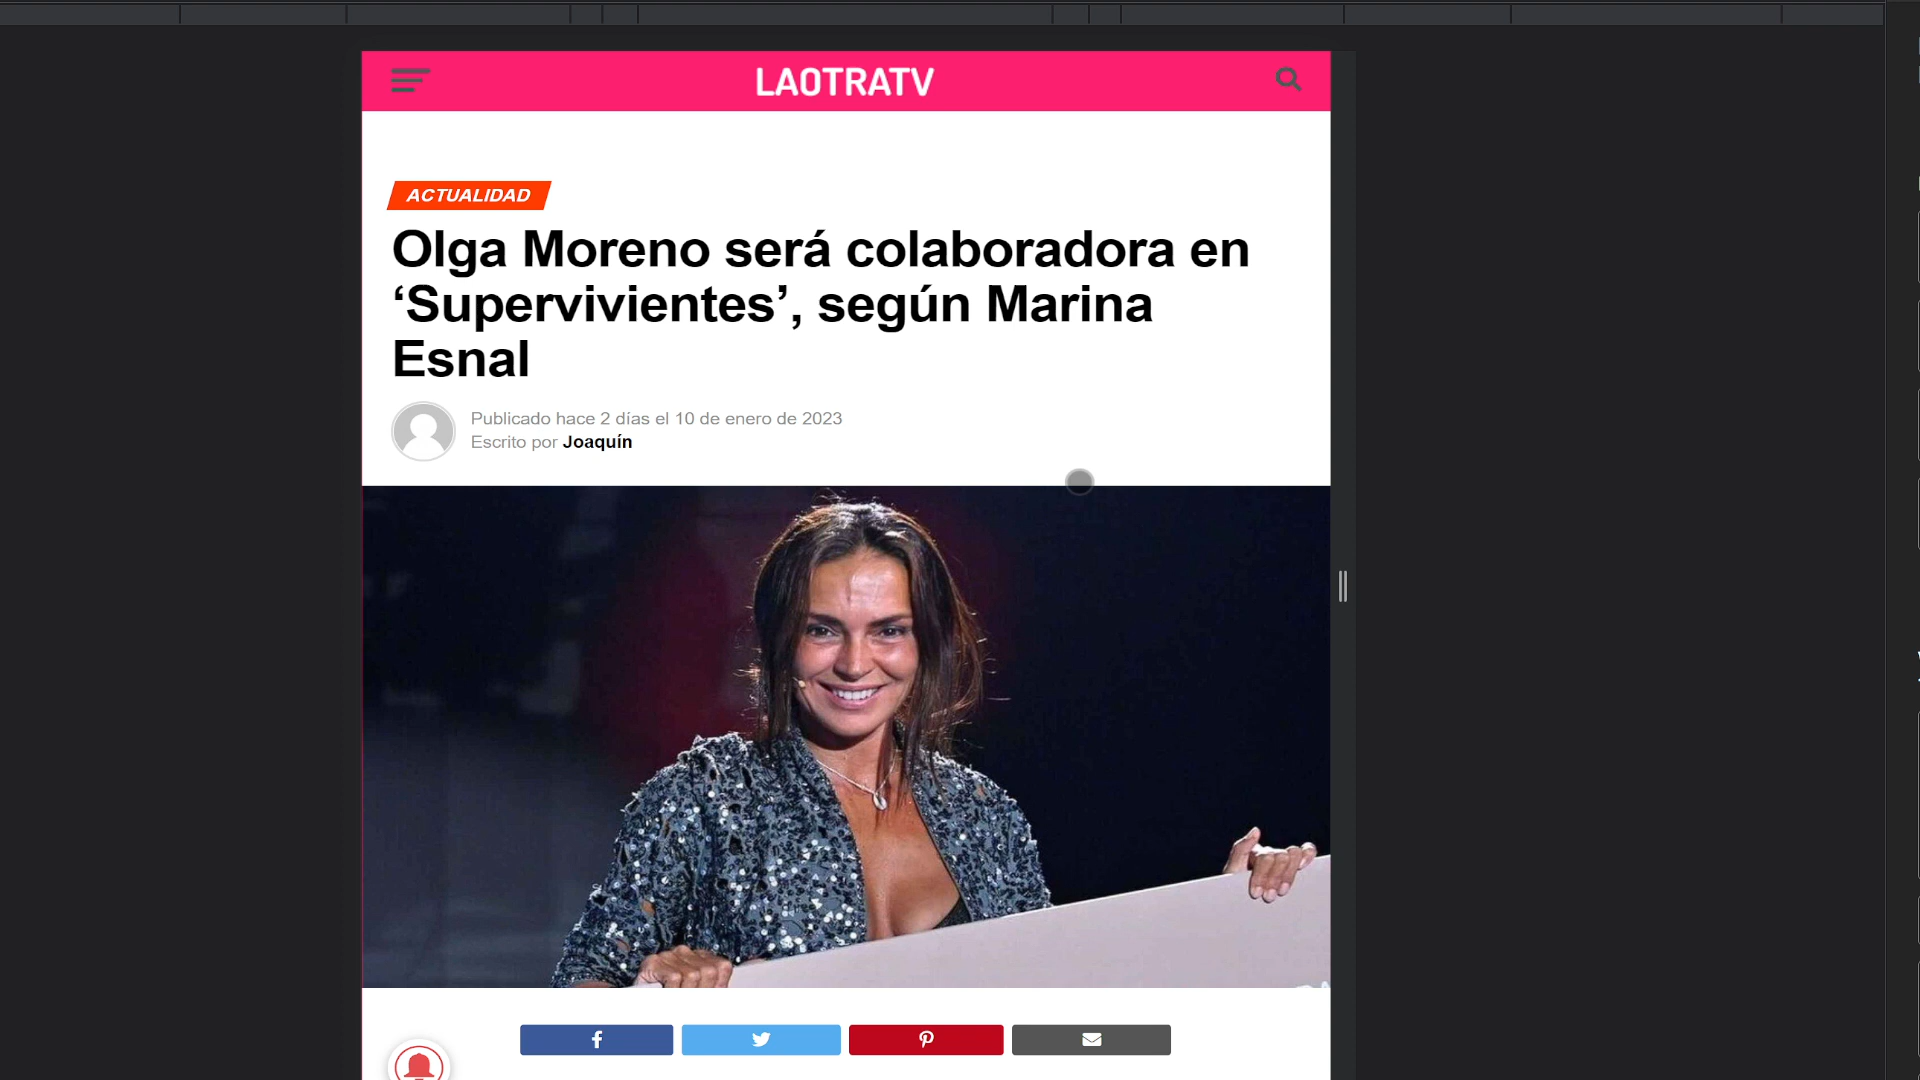 LAOTRATV
ACTUALIDAD
Olga Moreno será colaboradora en
‘Supervivientes’, según Marina
Esnal
Publicado hace 2 días el 10 de enero de 2023
Escrito por Joaquín